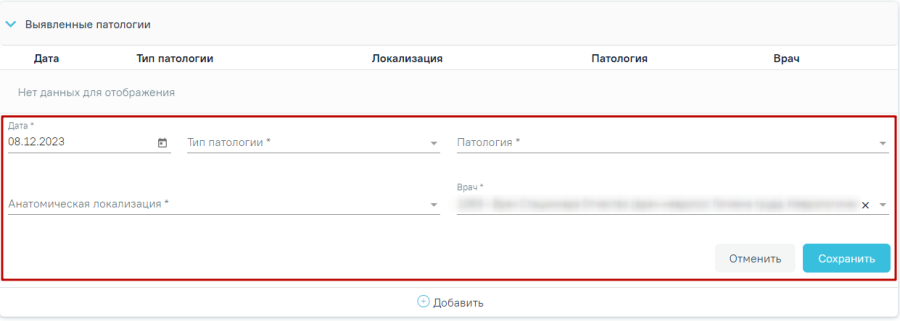 Выявленные патологии
Дата Тип патологии Локализация Патология Врач
Нет данных для отображения
Дата *
08.12.2023 Тип патологии * Патология *
Врач *
Анатомическая локализация *
Отменить Сохранить
Добавить